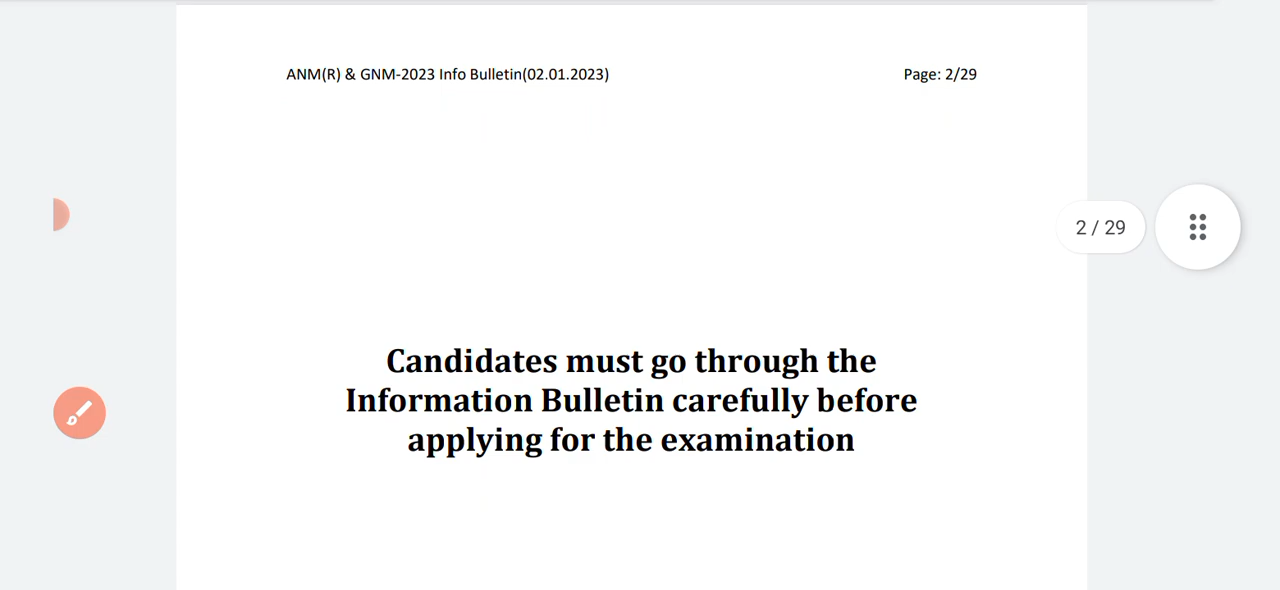 ANM(R) & GNM-2023 Info Bulletin(02.01.2023) Page: 2/29
2 / 29
Candidates must go through the
Information Bulletin carefully before
applying for the examination